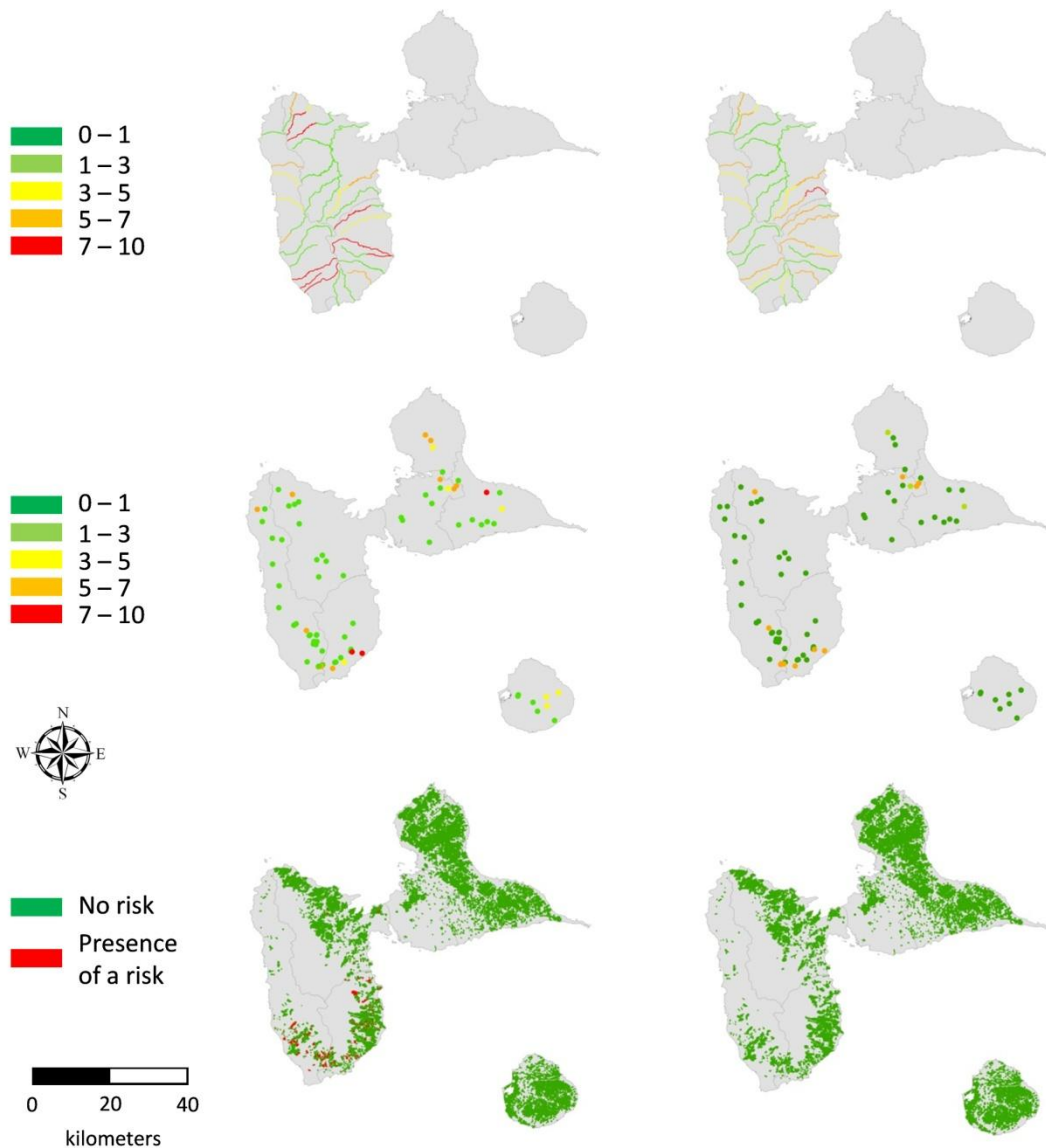 0 – 1
1 – 3
3 – 5
5 – 7
7 – 10
0 – 1
1 – 3
3 – 5
5 – 7
7 – 10
N
W E
S
No risk
Presence
of a risk
0 20 40
kilometers